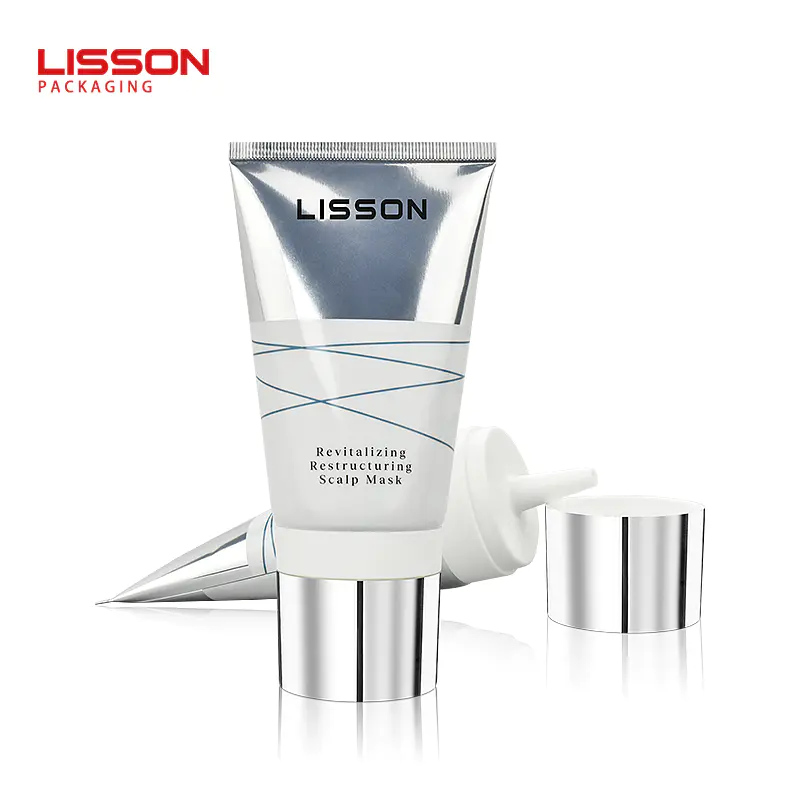 LISSON
PACKAGING
LISSON
Revitalizing
Restructuring
Scalp Mask